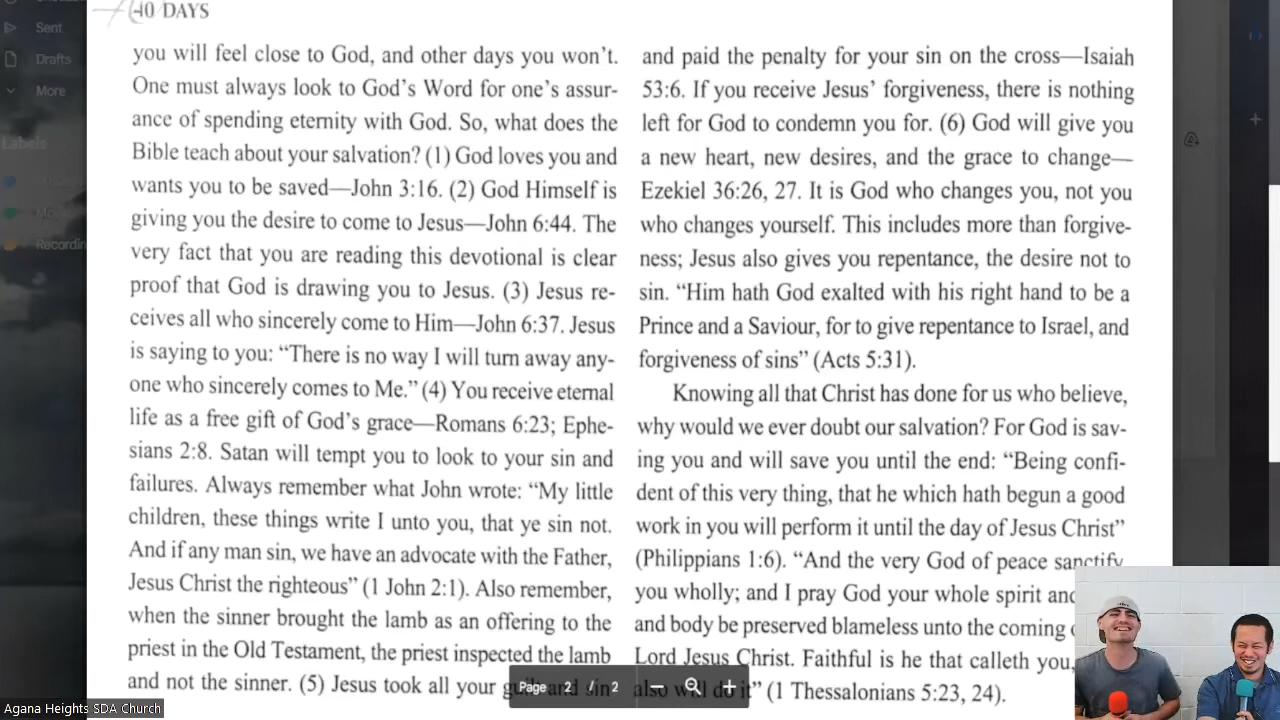 40 DAYS
Sent
Drafts
More
Labels
Recordin
you will feel close to God, and other days you won't.
One must always look to God's Word for one's assur-
ance of spending eternity with God. So, what does the
Bible teach about your salvation? (1) God loves you and
wants you to be saved—John 3:16. (2) God Himself is
giving you the desire to come to Jesus—John 6:44. The
very fact that you are reading this devotional is clear
proof that God is drawing you to Jesus. (3) Jesus re-
ceives all who sincerely come to Him—John 6:37. Jesus
is saying to you: “There is no way I will turn away any-
one who sincerely comes to Me.” (4) You receive eternal
life as a free gift of God's grace—Romans 6:23; Ephe-
sians 2:8. Satan will tempt you to look to your sin and
failures. Always remember what John wrote: “My little
children, these things write I unto you, that ye sin not.
And if any man sin, we have an advocate with the Father,
Jesus Christ the righteous” (1 John 2:1). Also remember,
when the sinner brought the lamb as an offering to the
priest in the Old Testament, the priest inspected the lamb
and not the sinner. (5) Jesus took all your guilt and sin
and paid the penalty for your sin on the cross—Isaiah
53:6. If you receive Jesus' forgiveness, there is nothing
left for God to condemn you for. (6) God will give you
a new heart, new desires, and the grace to change—
Ezekiel 36:26, 27. It is God who changes you, not you
who changes yourself. This includes more than forgive-
ness; Jesus also gives you repentance, the desire not to
sin. “Him hath God exalted with his right hand to be a
Prince and a Saviour, for to give repentance to Israel, and
forgiveness of sins” (Acts 5:31).
Knowing all that Christ has done for us who believe,
why would we ever doubt our salvation? For God is sav-
ing you and will save you until the end: “Being confi-
dent of this very thing, that he which hath begun a good
work in you will perform it until the day of Jesus Christ”
(Philippians 1:6). “And the very God of peace sanctify
you wholly; and I pray God your whole spirit and
and body be preserved blameless unto the coming
Lord Jesus Christ. Faithful is he that calleth you,
also will do it” (1 Thessalonians 5:23, 24).
Page 2 / 2
Agana Heights SDA Church